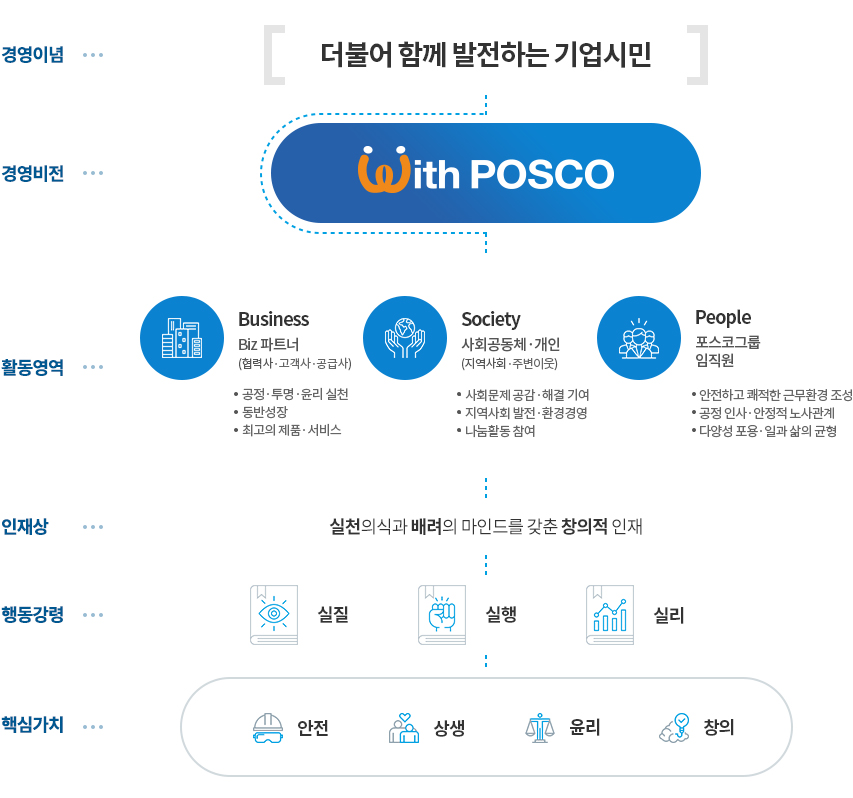 경영이념
더불어 함께 발전하는 기업시민
경영비전
With POSCO
활동영역
Business
Biz 파트너
(협력사·고객사·공급사)
• 공정·투명·윤리 실천
• 동반성장
• 최고의 제품·서비스
Society
사회공동체·개인
(지역사회·주변이웃)
• 사회문제 공감·해결 기여
• 지역사회 발전·환경경영
• 나눔활동 참여
People
포스코그룹
임직원
• 안전하고 쾌적한 근무환경 조성
• 공정 인사·안정적 노사관계
• 다양성 포용·일과 삶의 균형
인재상
실천의식과 배려의 마인드를 갖춘 창의적 인재
행동강령
실질
실행
실리
핵심가치
안전
상생
윤리
창의